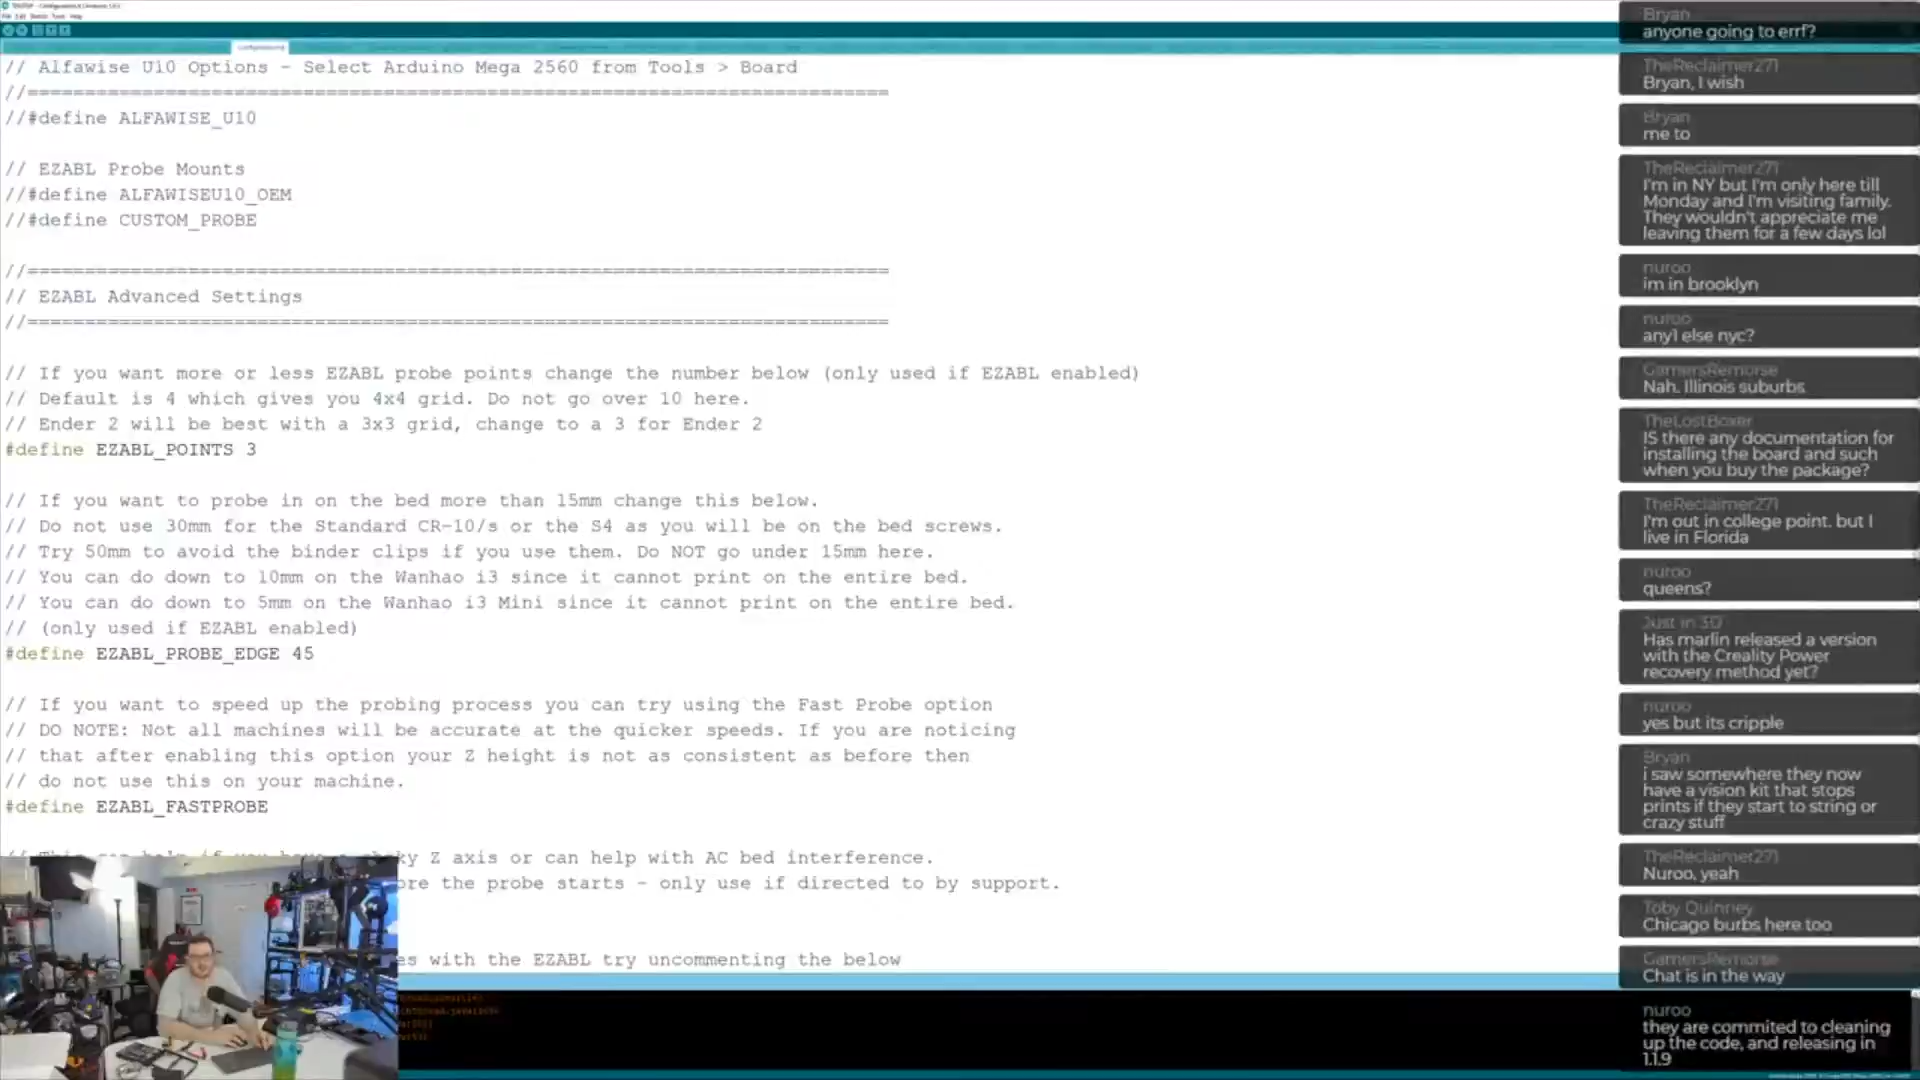 // Alfawise U10 Options - Select Arduino Mega 2560 from Tools > Board
//===========================================================================
//#define ALFAWISE_U10
// EZABL Probe Mounts
//#define ALFAWISEU10_OEM
//#define CUSTOM_PROBE
//===========================================================================
// EZABL Advanced Settings
//===========================================================================
// If you want more or less EZABL probe points change the number below (only used if EZABL enabled)
// Default is 4 which gives you 4x4 grid. Do not go over 10 here.
// Ender 2 will be best with a 3x3 grid, change to a 3 for Ender 2
#define EZABL_POINTS 3
// If you want to probe in on the bed more than 15mm change this below.
// Do not use 30mm for the Standard CR-10/s or the S4 as you will be on the bed screws.
// Try 50mm to avoid the binder clips if you use them. Do NOT go under 15mm here.
// You can do down to 10mm on the Wanhao i3 since it cannot print on the entire bed.
// You can do down to 5mm on the Wanhao i3 Mini since it cannot print on the entire bed.
// (only used if EZABL enabled)
#define EZABL_PROBE_EDGE 45
// If you want to speed up the probing process you can try using the Fast Probe option
// DO NOTE: Not all machines will be accurate at the quicker speeds. If you are noticing
// that after enabling this option your Z height is not as consistent as before then
// do not use this on your machine.
#define EZABL_FASTPROBE
Z axis or can help with AC bed interference.
the probe starts - only use if directed to by support.
with the EZABL try uncommenting the below
Bryan
anyone going to errf?
TheReclaimer271
Bryan, I wish
Bryan
me to
TheReclaimer271
I'm in NY but I'm only here till
Monday and I'm visiting family.
They wouldn't appreciate me
leaving them for a few days lol
nuroo
im in brooklyn
nuroo
any1 else nyc?
GamersRemorse
Nah. Illinois suburbs
TheLostBoxer
IS there any documentation for
installing the board and such
when you buy the package?
TheReclaimer271
I'm out in college point. but I
live in Florida
nuroo
queens?
Just in 3D
Has marlin released a version
with the Creality Power
recovery method yet?
nuroo
yes but its cripple
Bryan
i saw somewhere they now
have a vision kit that stops
prints if they start to string or
crazy stuff
TheReclaimer271
Nuroo, yeah
Toby Quinney
Chicago burbs here too
GamersRemorse
Chat is in the way
nuroo
they are commited to cleaning
up the code, and releasing in
1.1.9